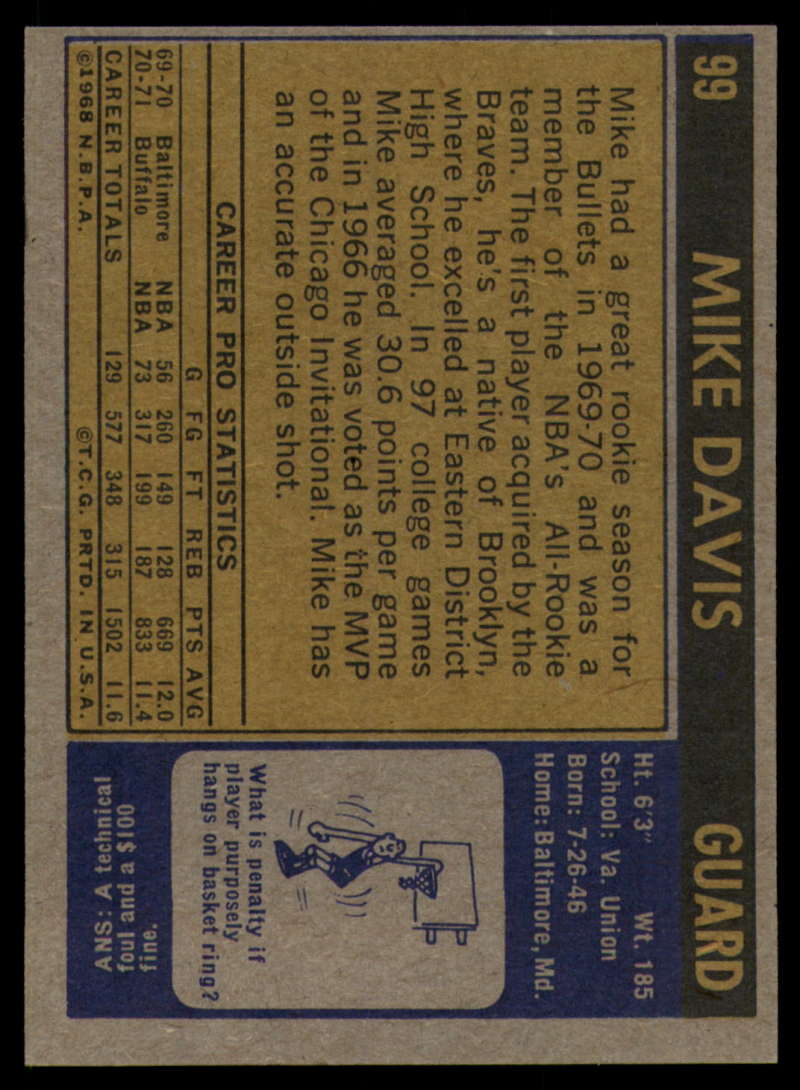 99 MIKE DAVIS GUARD
Mike had a great rookie season for
the Bullets in 1969-70 and was a
member of the NBA's All-Rookie
team. The first player acquired by the
Braves, he's a native of Brooklyn,
where he excelled at Eastern District
High School. In 97 college games
Mike averaged 30.6 points per game
and in 1966 he was voted as the MVP
of the Chicago Invitational. Mike has
an accurate outside shot.
CAREER PRO STATISTICS
G FG FT REB PTS AVG
69-70 Baltimore NBA 56 260 149 128 669 12.0
70-71 Buffalo NBA 73 317 199 187 833 11.4
CAREER TOTALS 129 577 348 315 1502 11.6
©1968 N.B.P.A. ©T.C.G. PRTD. IN U.S.A.
Ht. 6'3" Wt. 185
School: Va. Union
Born: 7-26-46
Home: Baltimore, Md.
What is penalty if
player purposely
hangs on basket ring?
ANS: A technical
foul and a $100
fine.